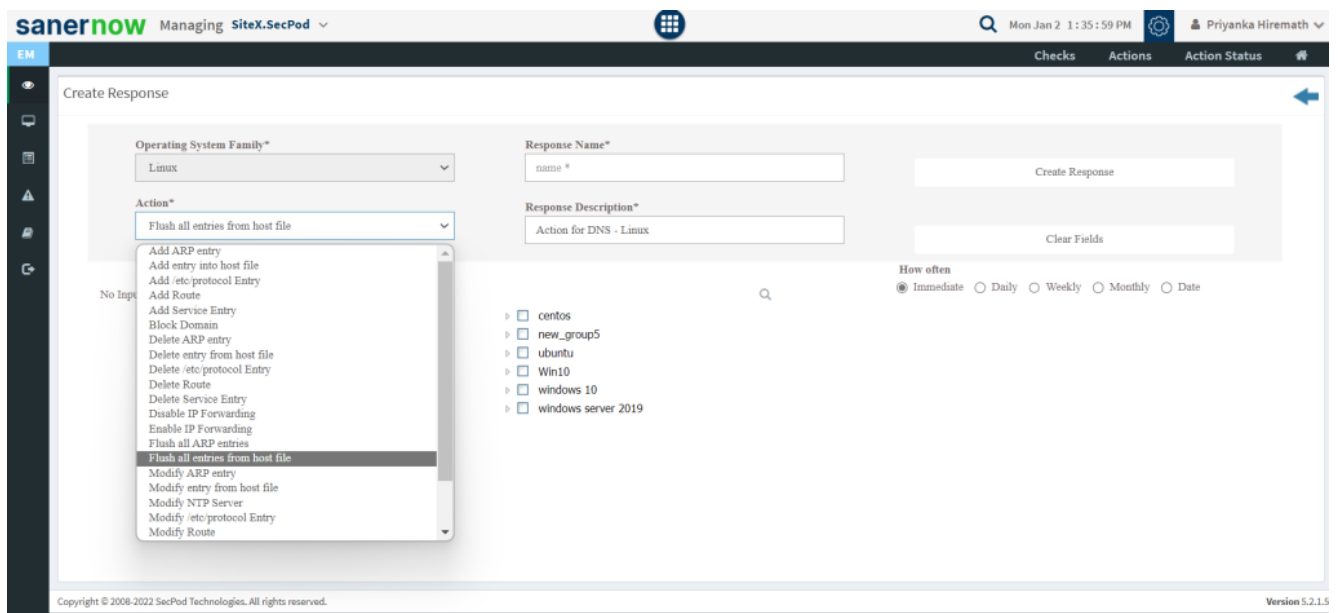 sanernow Managing SiteX.SecPod Mon Jan 2 1:35:59 PM Priyanka Hiremath
EM Checks Actions Action Status
Create Response
Operating System Family* Response Name*
Linux name * Create Response
Action* Response Description*
Flush all entries from host file Action for DNS - Linux Clear Fields
Add ARP entry
Add entry into host file
Add /etc/protocol Entry
Add Route
Add Service Entry
Block Domain
Delete ARP entry
Delete entry from host file
Delete /etc/protocol Entry
Delete Route
Delete Service Entry
Disable IP Forwarding
Enable IP Forwarding
Flush all ARP entries
Flush all entries from host file
Modify ARP entry
Modify entry from host file
Modify NTP Server
Modify /etc/protocol Entry
Modify Route
No
centos
new_group5
ubuntu
Win10
windows 10
windows server 2019
How often
Immediate Daily Weekly Monthly Date
Copyright © 2008-2022 SecPod Technologies. All rights reserved. Version 5.2.1.5